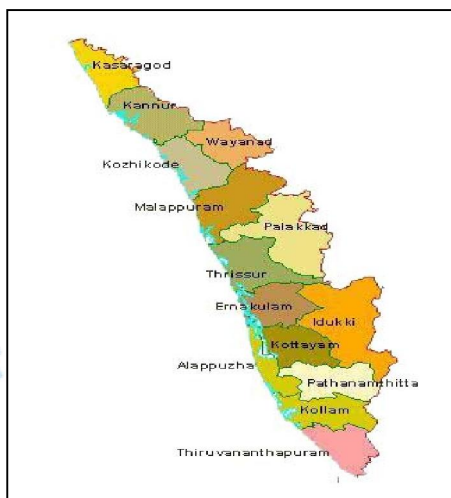 Kasaragod
Kannur
Wayanad
Kozhikode
Malappuram
Palakkad
Thrissur
Ernakulam
Idukki
Kottayam
Alappuzha
Pathanamthitta
Kollam
Thiruvananthapuram